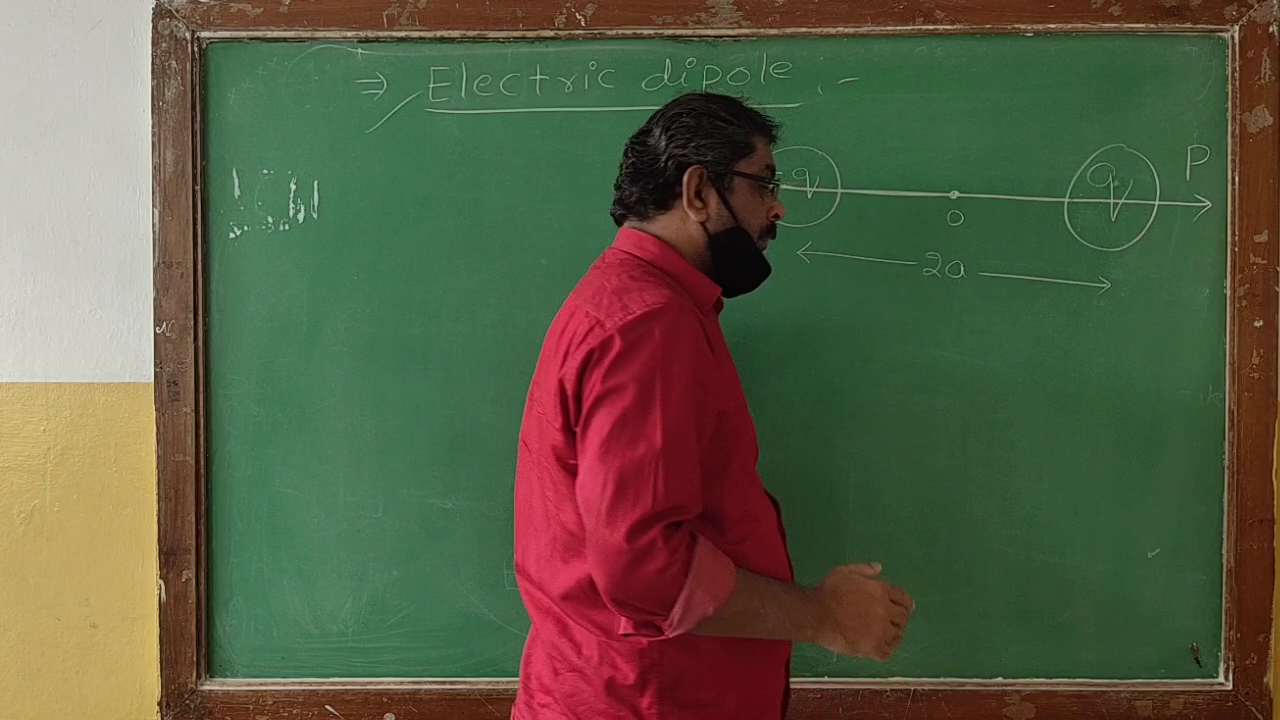 ⇒ Electric dipole :-
q q P
o
2a